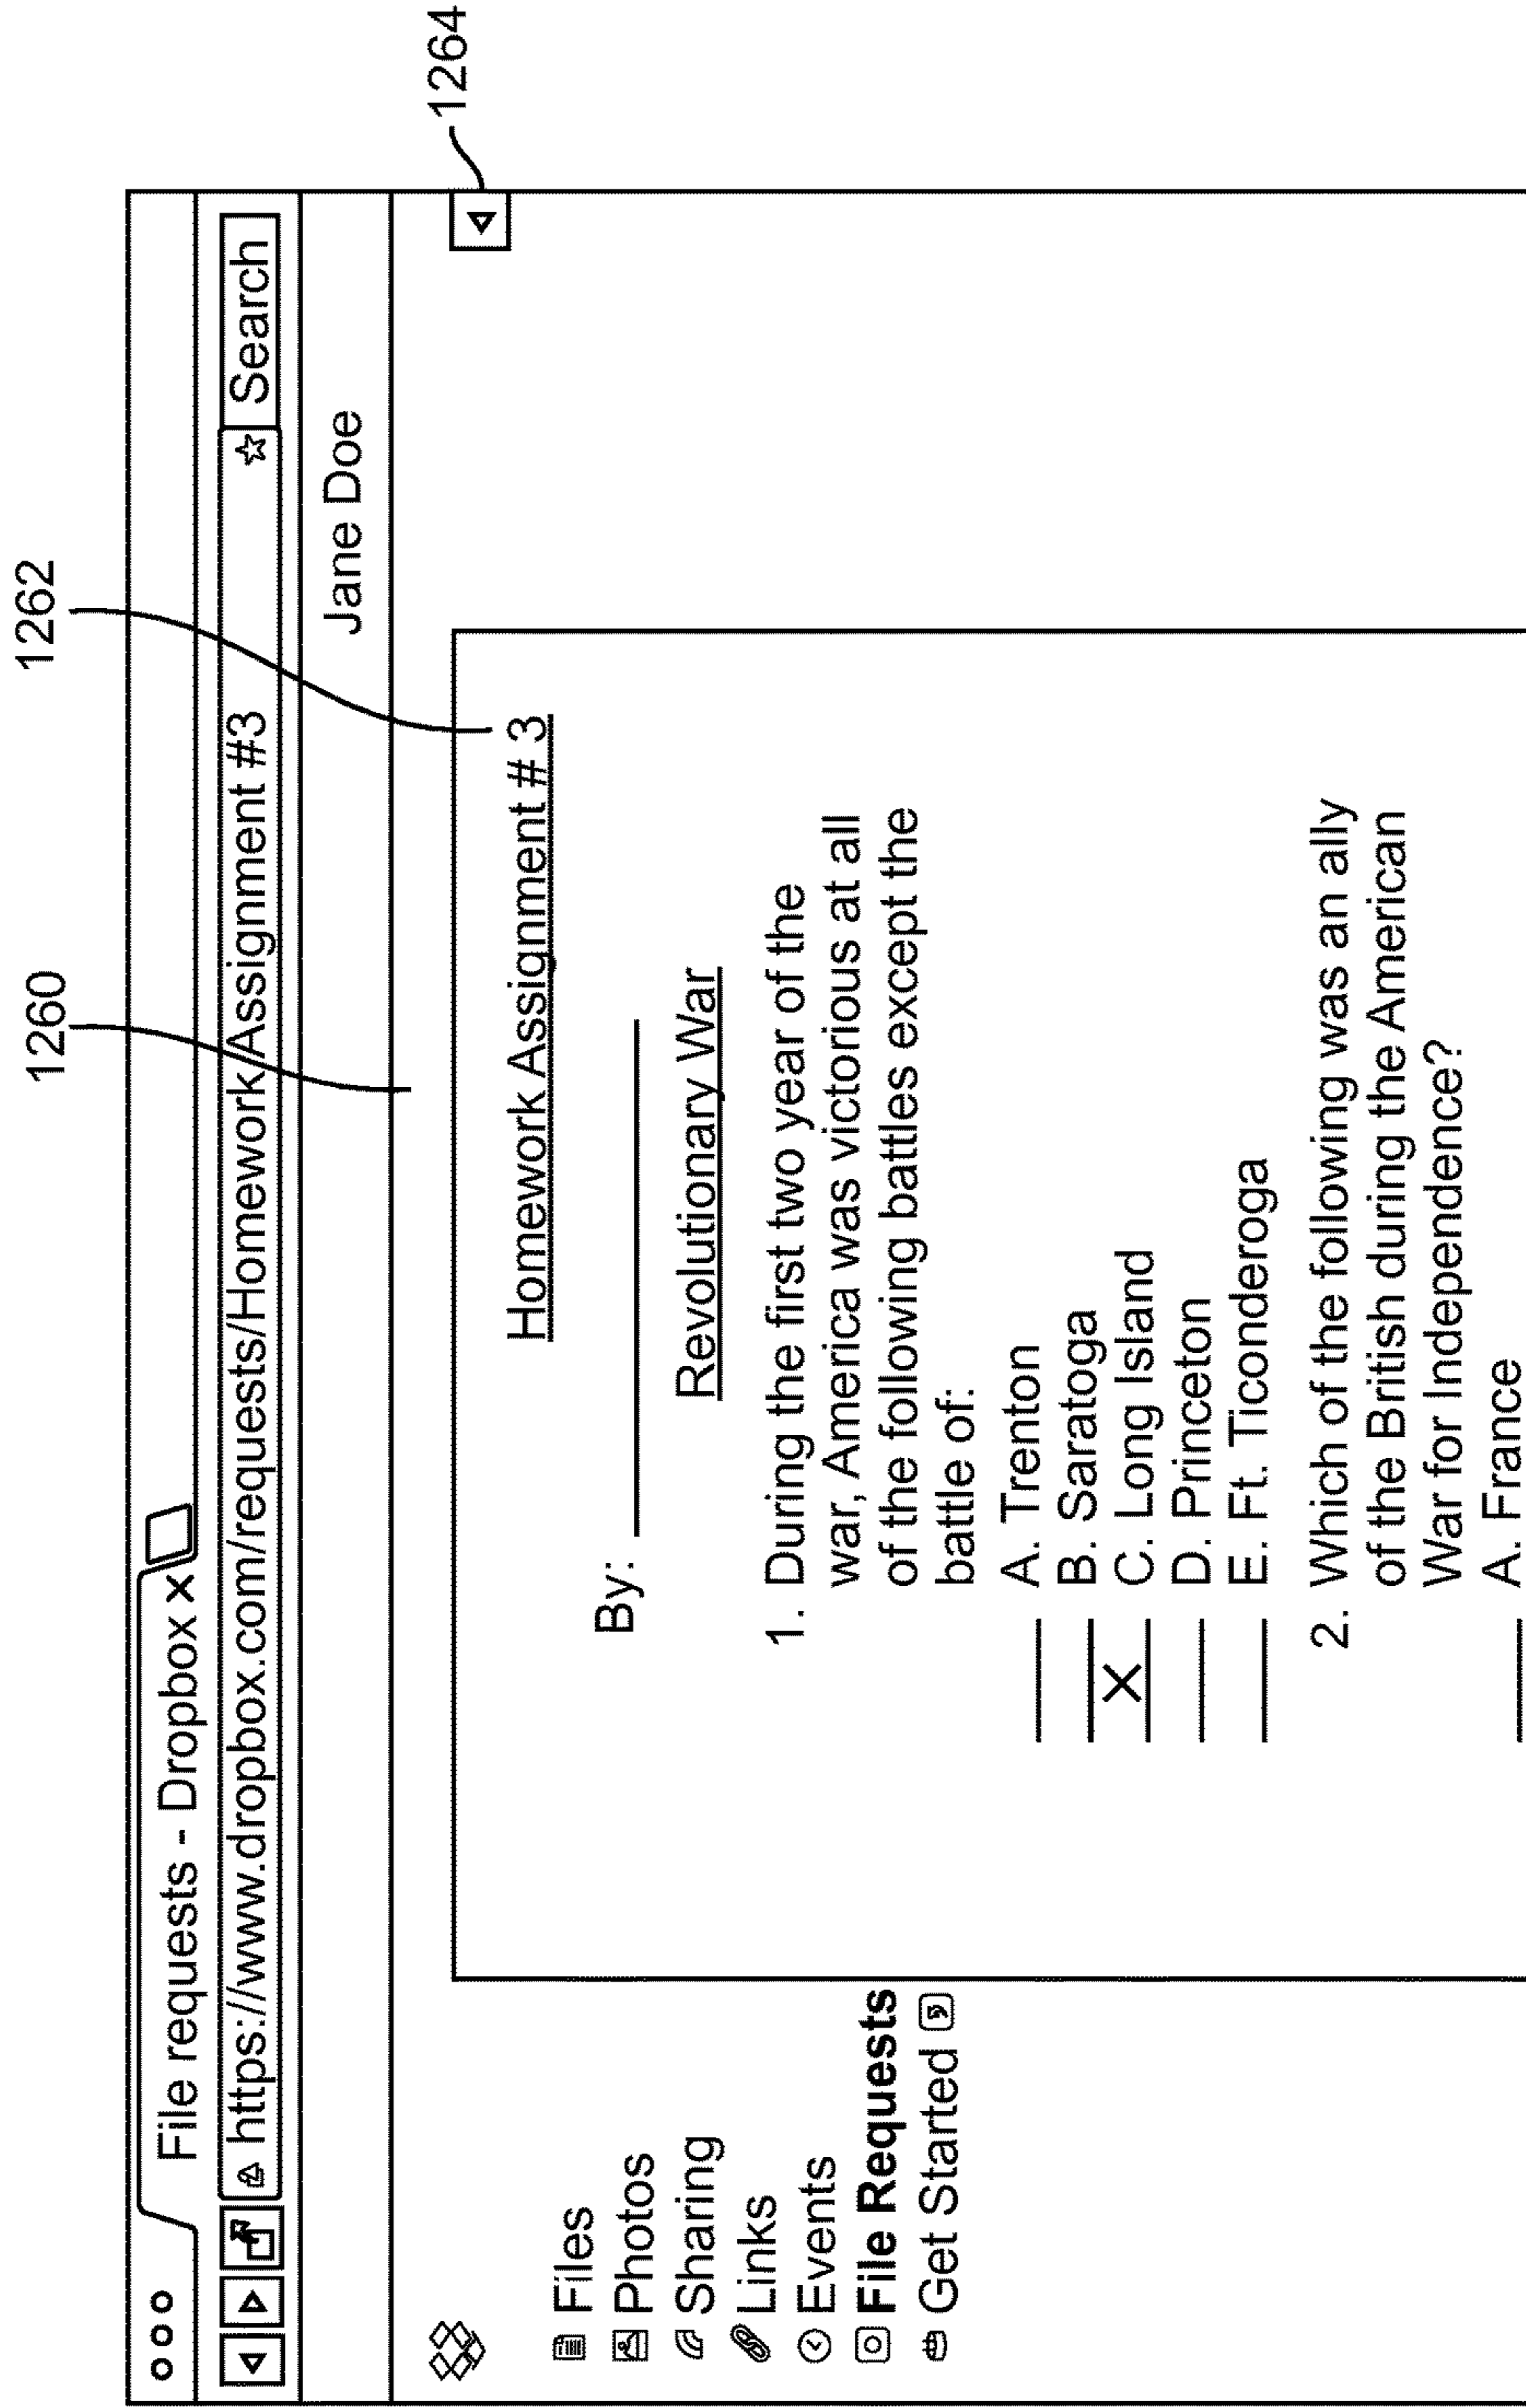 1260
1262
1264
File requests - Dropbox X
https://www.dropbox.com/requests/Homework/Assignment #3
Search
Jane Doe
Files
Photos
Sharing
Links
Events
File Requests
Get Started
Homework Assignment # 3
By:
Revolutionary War
1. During the first two year of the
war, America was victorious at all
of the following battles except the
battle of:
A. Trenton
B. Saratoga
X C. Long Island
D. Princeton
E. Ft. Ticonderoga
2. Which of the following was an ally
of the British during the American
War for Independence?
A. France